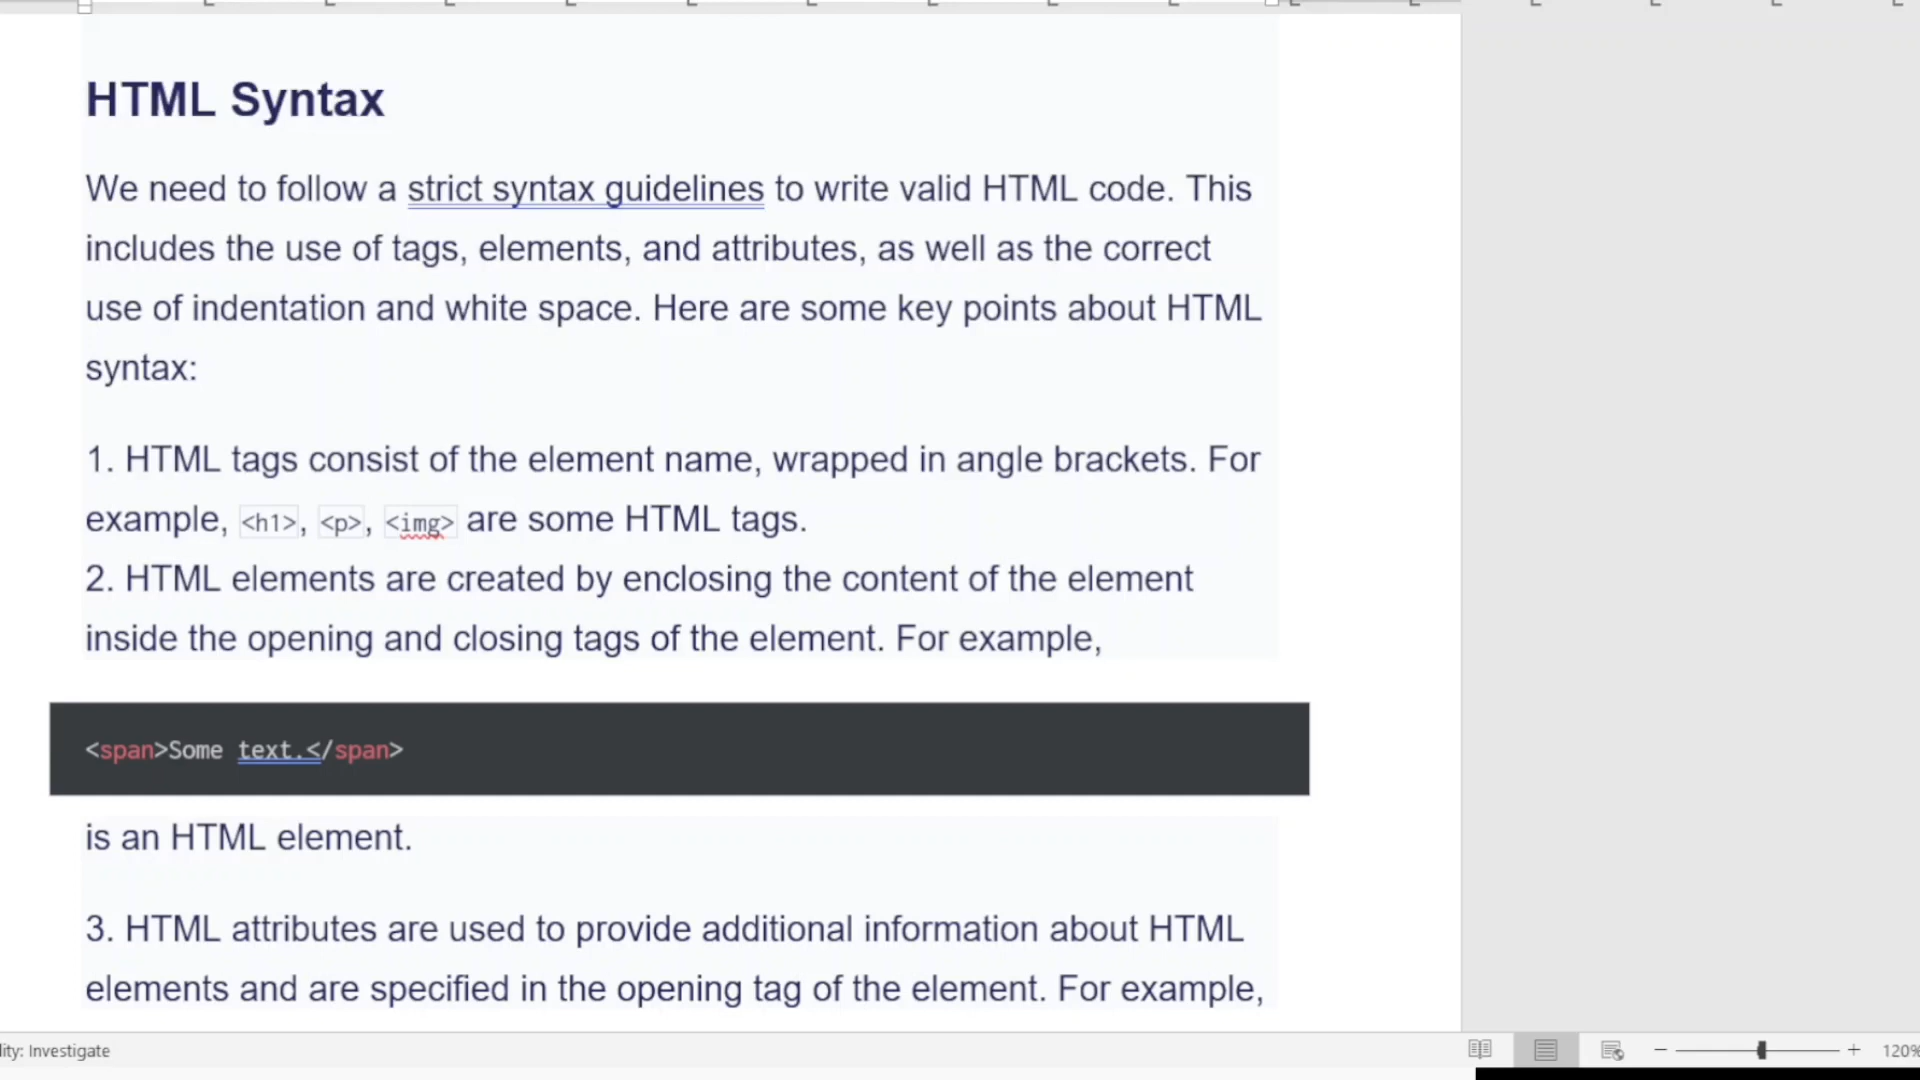 HTML Syntax
We need to follow a strict syntax guidelines to write valid HTML code. This
includes the use of tags, elements, and attributes, as well as the correct
use of indentation and white space. Here are some key points about HTML
syntax:
1. HTML tags consist of the element name, wrapped in angle brackets. For
example, <h1>, <p>, <img> are some HTML tags.
2. HTML elements are created by enclosing the content of the element
inside the opening and closing tags of the element. For example,
<span>Some text.</span>
is an HTML element.
3. HTML attributes are used to provide additional information about HTML
elements and are specified in the opening tag of the element. For example,
lity: Investigate
120%